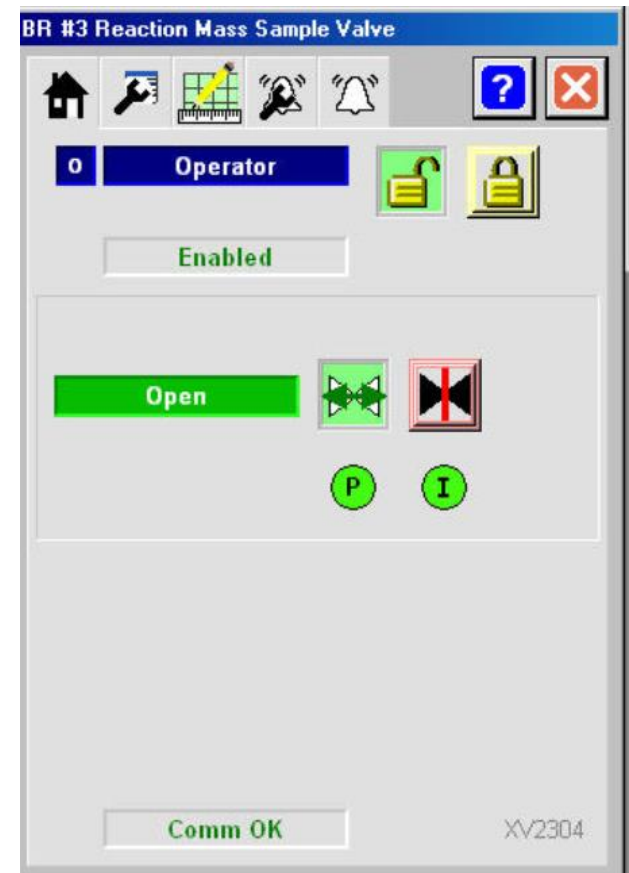 BR #3 Reaction Mass Sample Valve
?
O Operator
Enabled
Open
P I
Comm OK XV2304